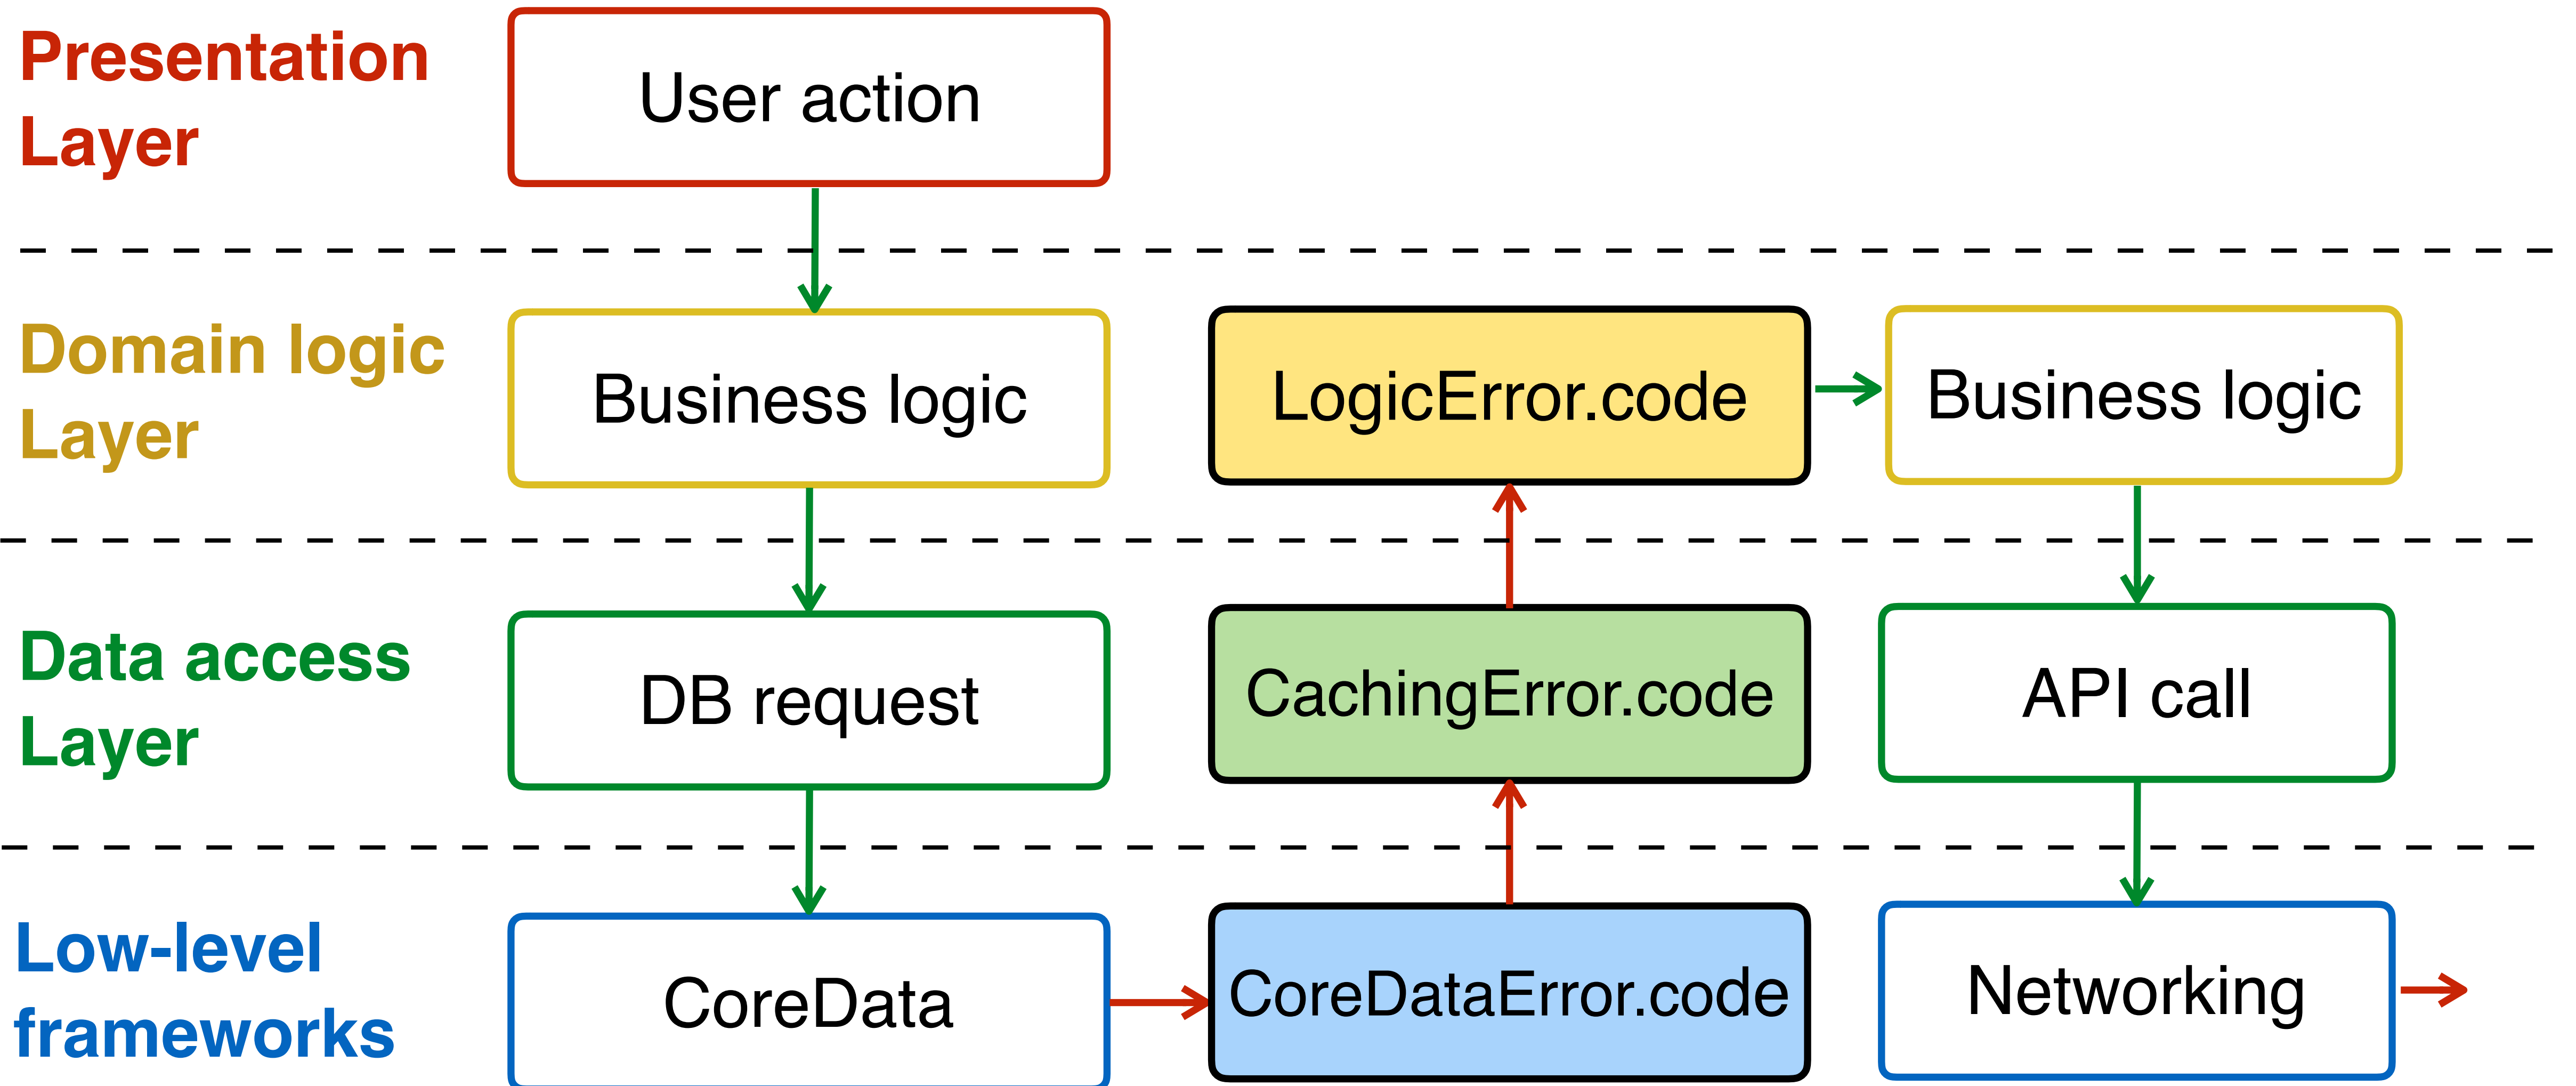 Presentation
Layer
User action
Domain logic
Layer
Business logic
LogicError.code
Business logic
Data access
Layer
DB request
CachingError.code
API call
Low-level
frameworks
CoreData
CoreDataError.code
Networking